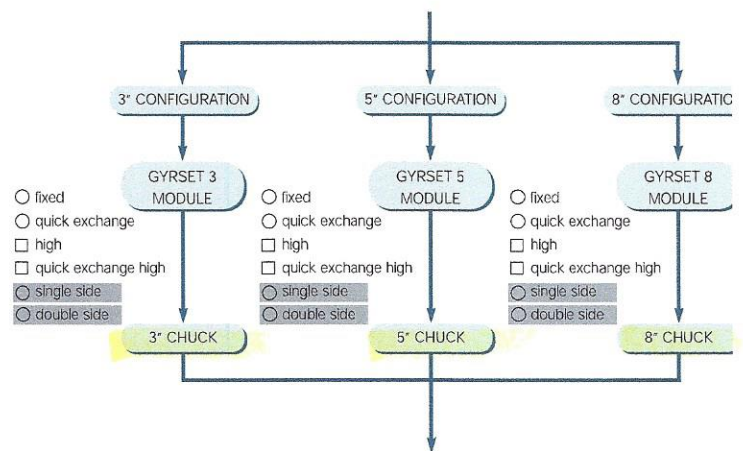 3" CONFIGURATION
5" CONFIGURATION
8" CONFIGURATIO
GYRSET 3
MODULE
fixed
quick exchange
high
quick exchange high
single side
double side
3" CHUCK
GYRSET 5
MODULE
fixed
quick exchange
high
quick exchange high
single side
double side
5" CHUCK
GYRSET 8
MODULE
fixed
quick exchange
high
quick exchange high
single side
double side
8" CHUCK